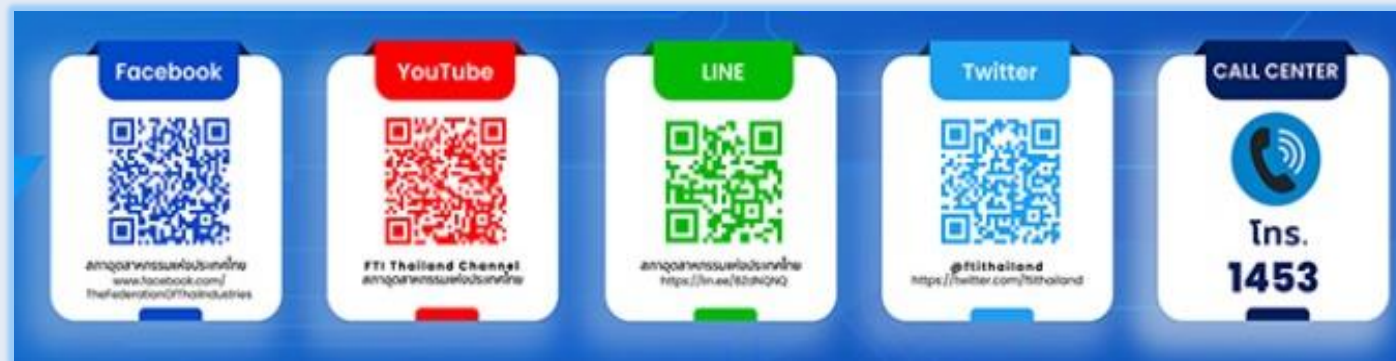 Facebook
สภาอุตสาหกรรมแห่งประเทศไทย
www.facebook.com/
TheFederationOfThaiIndustries
YouTube
FTI Thailand Channel
สภาอุตสาหกรรมแห่งประเทศไทย
LINE
สภาอุตสาหกรรมแห่งประเทศไทย
Twitter
@ftithailand
https://twitter.com/ftithailand
CALL CENTER
โทร.
1453